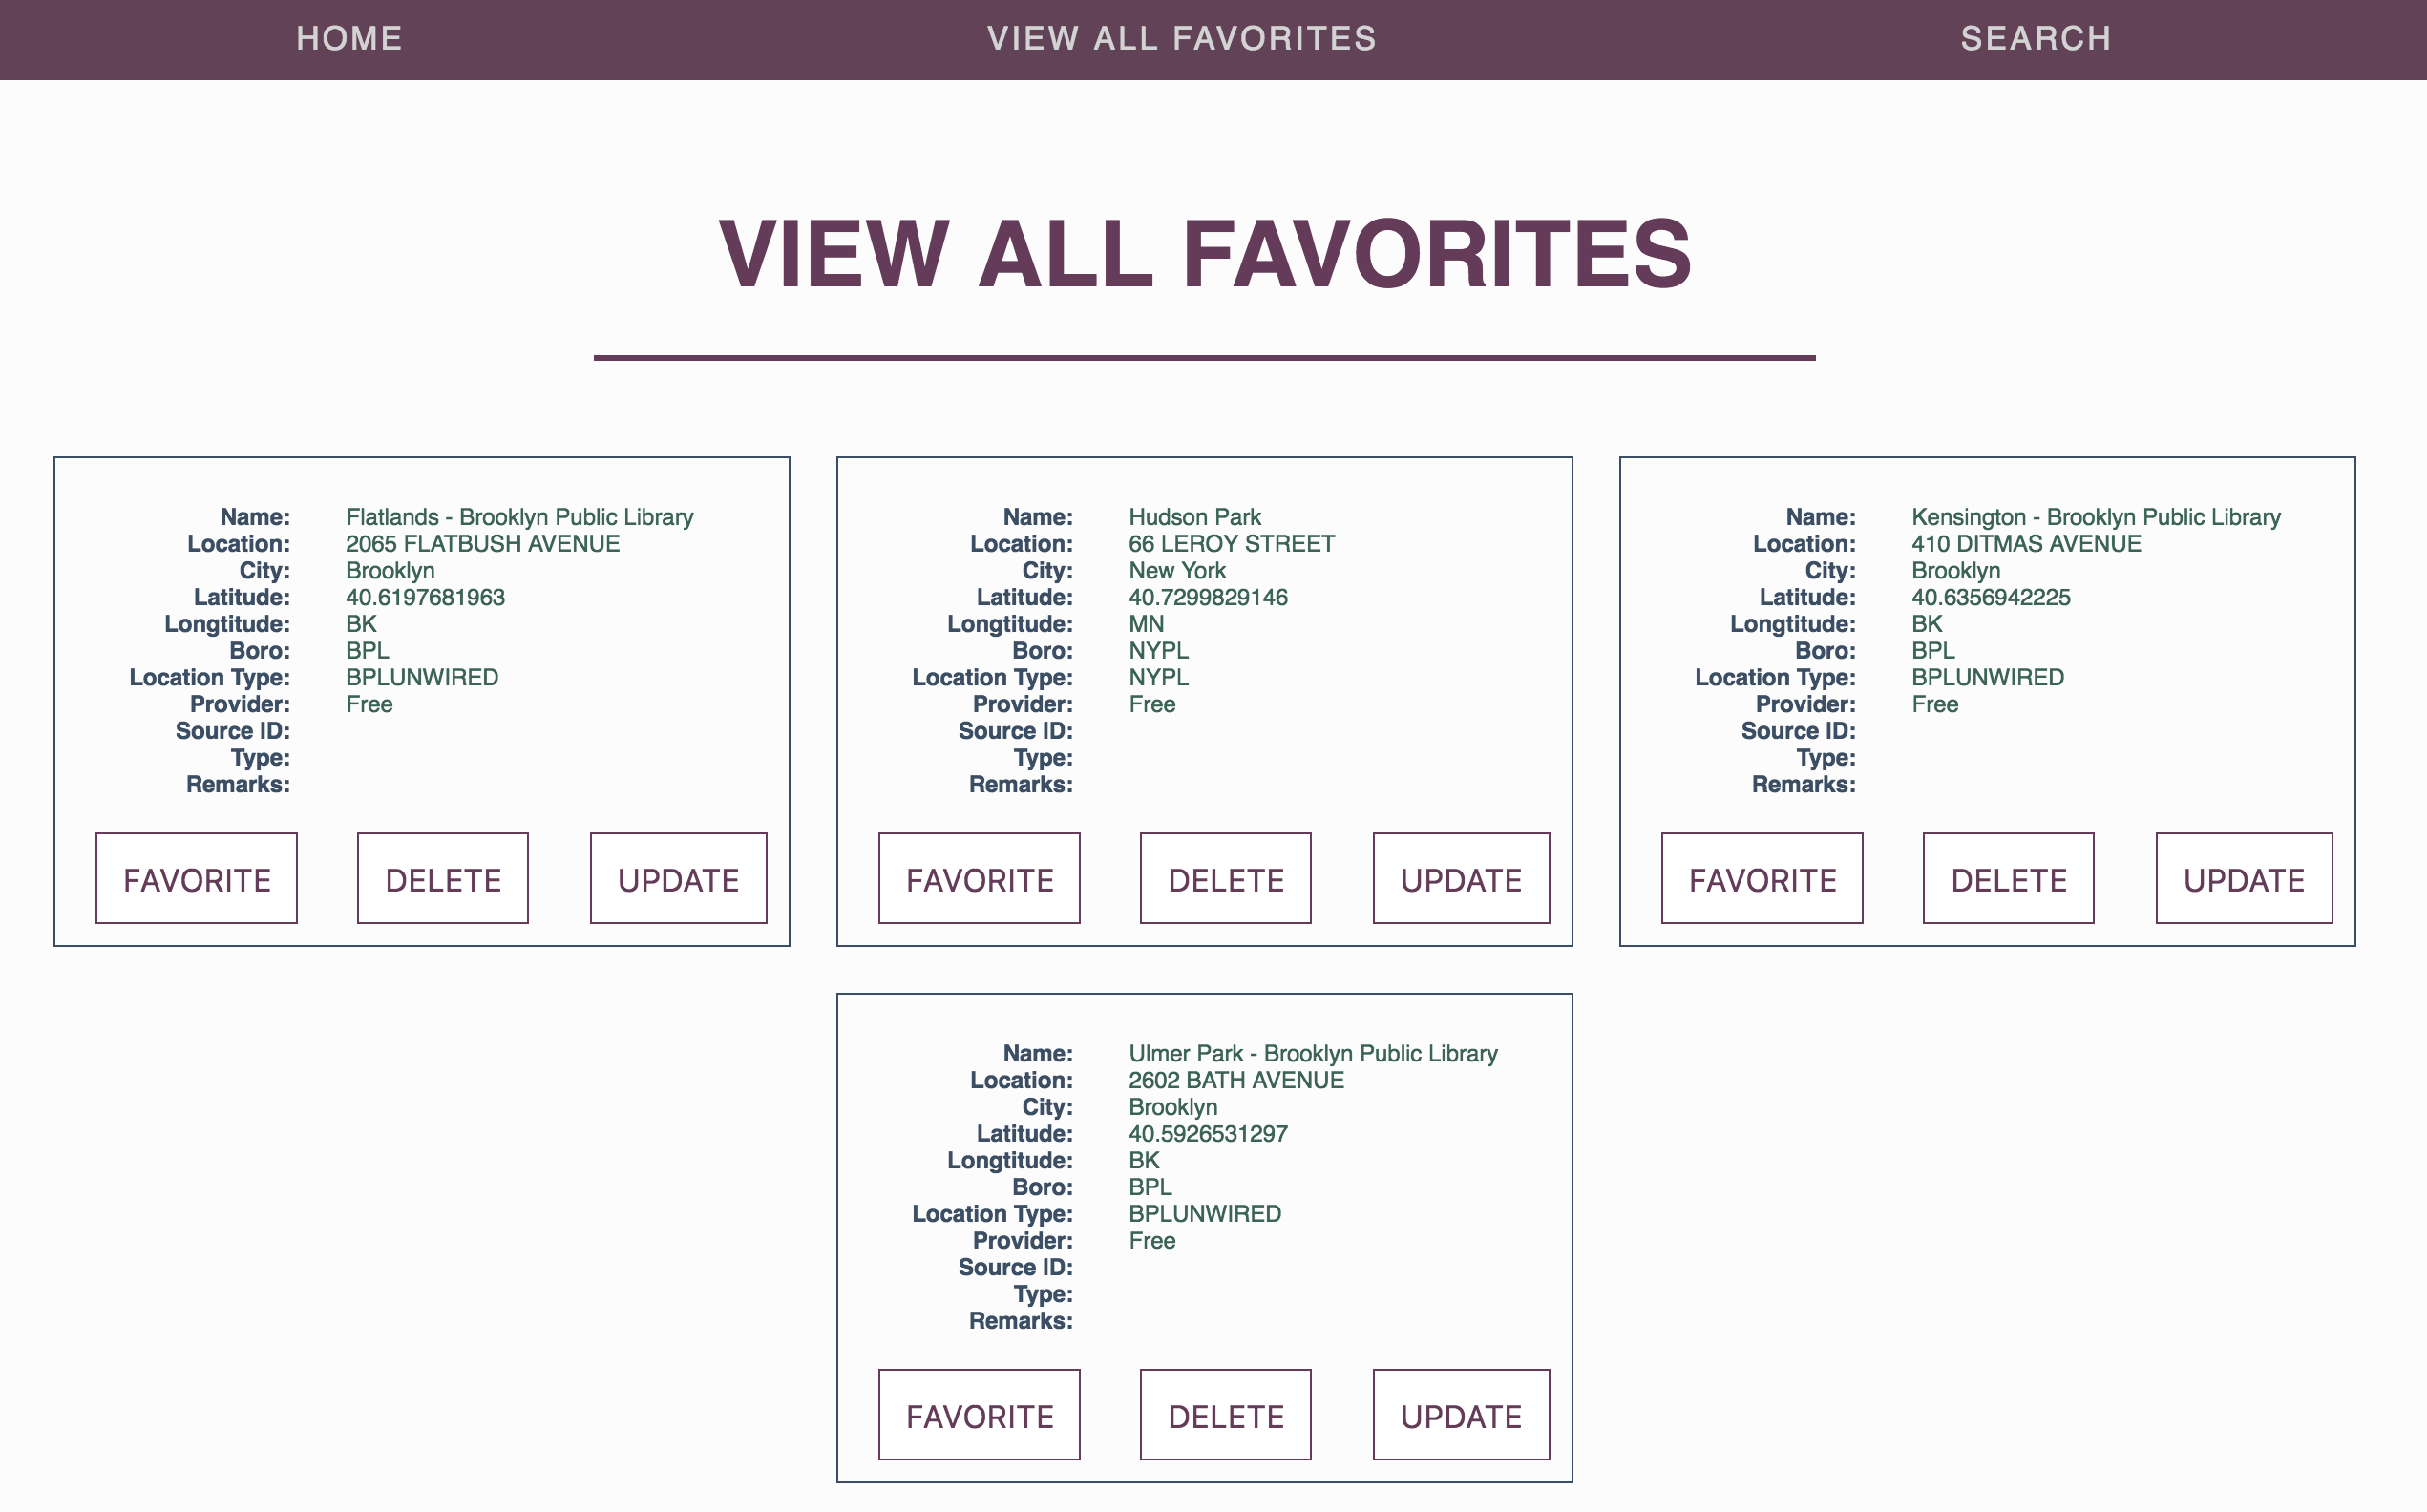 HOME VIEW ALL FAVORITES SEARCH
VIEW ALL FAVORITES
Name: Flatlands - Brooklyn Public Library
Location: 2065 FLATBUSH AVENUE
City: Brooklyn
Latitude: 40.6197681963
Longtitude: BK
Boro: BPL
Location Type: BPLUNWIRED
Provider: Free
Source ID:
Type:
Remarks:
FAVORITE DELETE UPDATE
Name: Hudson Park
Location: 66 LEROY STREET
City: New York
Latitude: 40.7299829146
Longtitude: MN
Boro: NYPL
Location Type: NYPL
Provider: Free
Source ID:
Type:
Remarks:
FAVORITE DELETE UPDATE
Name: Kensington - Brooklyn Public Library
Location: 410 DITMAS AVENUE
City: Brooklyn
Latitude: 40.6356942225
Longtitude: BK
Boro: BPL
Location Type: BPLUNWIRED
Provider: Free
Source ID:
Type:
Remarks:
FAVORITE DELETE UPDATE
Name: Ulmer Park - Brooklyn Public Library
Location: 2602 BATH AVENUE
City: Brooklyn
Latitude: 40.5926531297
Longtitude: BK
Boro: BPL
Location Type: BPLUNWIRED
Provider: Free
Source ID:
Type:
Remarks:
FAVORITE DELETE UPDATE